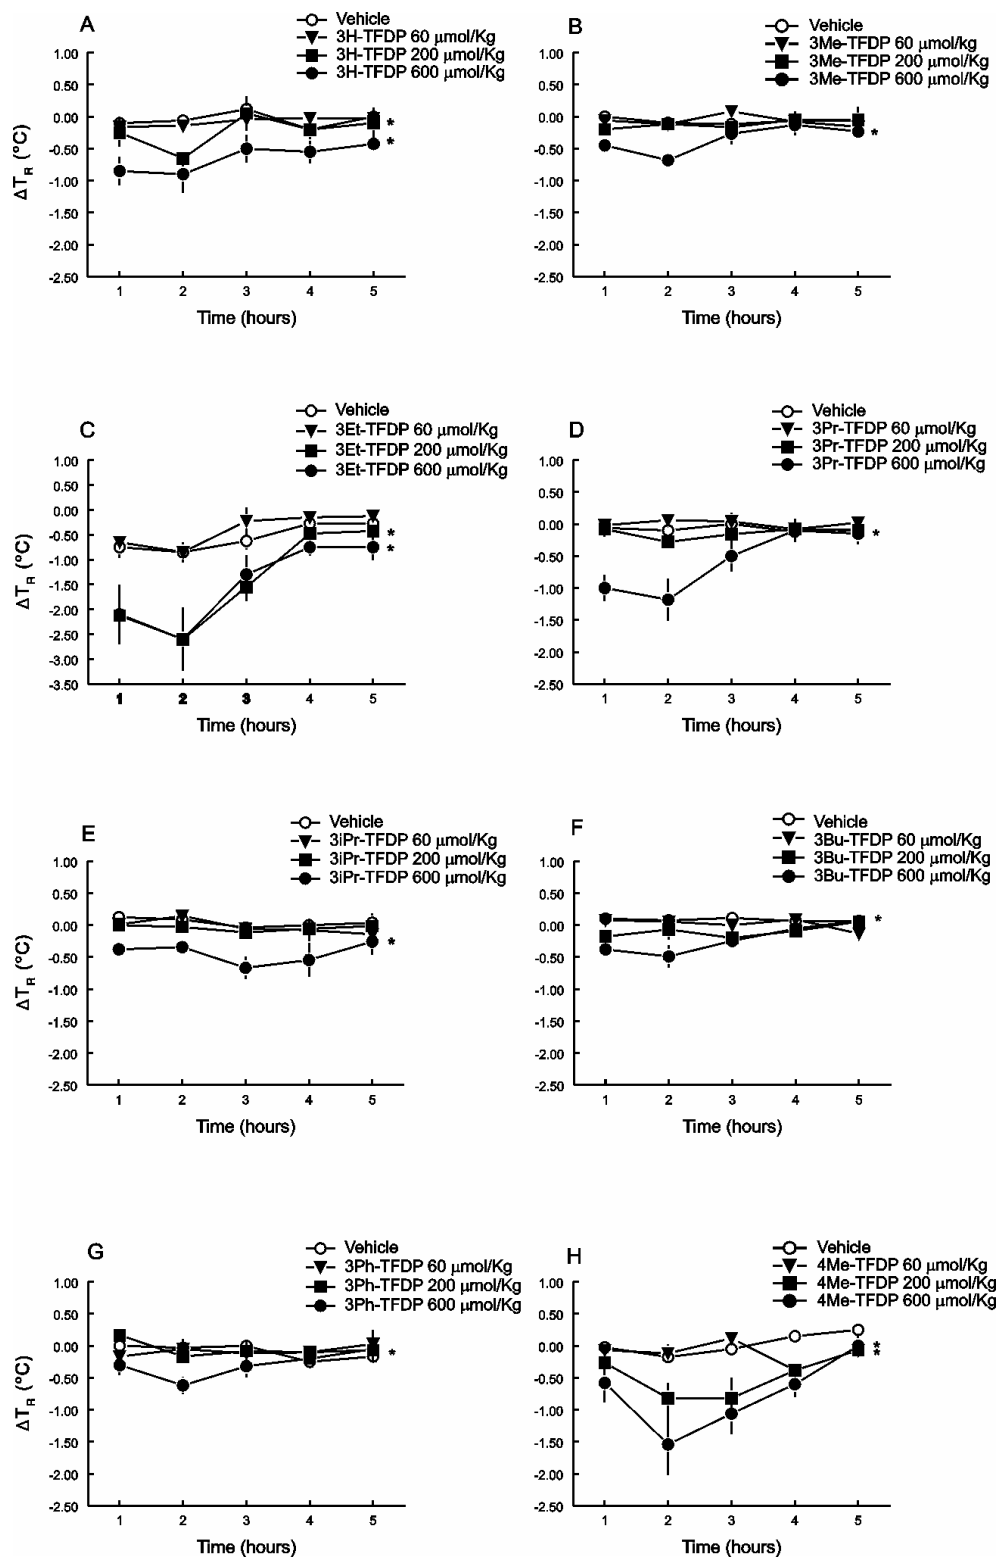 A
Vehicle
3H-TFDP 60 µmol/Kg
3H-TFDP 200 µmol/Kg
3H-TFDP 600 µmol/Kg
1.00
0.50
0.00
-0.50
-1.00
-1.50
-2.00
-2.50
ΔTR (°C)
*
*
1 2 3 4 5
Time (hours)
B
Vehicle
3Me-TFDP 60 µmol/kg
3Me-TFDP 200 µmol/Kg
3Me-TFDP 600 µmol/Kg
1.00
0.50
0.00
-0.50
-1.00
-1.50
-2.00
-2.50
*
1 2 3 4 5
Time (hours)
C
Vehicle
3Et-TFDP 60 µmol/Kg
3Et-TFDP 200 µmol/Kg
3Et-TFDP 600 µmol/Kg
1.00
0.50
0.00
-0.50
-1.00
-1.50
-2.00
-2.50
-3.00
-3.50
ΔTR (°C)
*
*
1 2 3 4 5
Time (hours)
D
Vehicle
3Pr-TFDP 60 µmol/Kg
3Pr-TFDP 200 µmol/Kg
3Pr-TFDP 600 µmol/Kg
1.00
0.50
0.00
-0.50
-1.00
-1.50
-2.00
-2.50
*
1 2 3 4 5
Time (hours)
E
Vehicle
3iPr-TFDP 60 µmol/Kg
3iPr-TFDP 200 µmol/Kg
3iPr-TFDP 600 µmol/Kg
1.00
0.50
0.00
-0.50
-1.00
-1.50
-2.00
-2.50
ΔTR (°C)
*
1 2 3 4 5
Time (hours)
F
Vehicle
3Bu-TFDP 60 µmol/Kg
3Bu-TFDP 200 µmol/Kg
3Bu-TFDP 600 µmol/Kg
1.00
0.50
0.00
-0.50
-1.00
-1.50
-2.00
-2.50
*
1 2 3 4 5
Time (hours)
G
Vehicle
3Ph-TFDP 60 µmol/Kg
3Ph-TFDP 200 µmol/Kg
3Ph-TFDP 600 µmol/Kg
1.00
0.50
0.00
-0.50
-1.00
-1.50
-2.00
-2.50
ΔTR (°C)
*
1 2 3 4 5
Time (hours)
H
Vehicle
4Me-TFDP 60 µmol/Kg
4Me-TFDP 200 µmol/Kg
4Me-TFDP 600 µmol/Kg
1.00
0.50
0.00
-0.50
-1.00
-1.50
-2.00
-2.50
*
*
1 2 3 4 5
Time (hours)